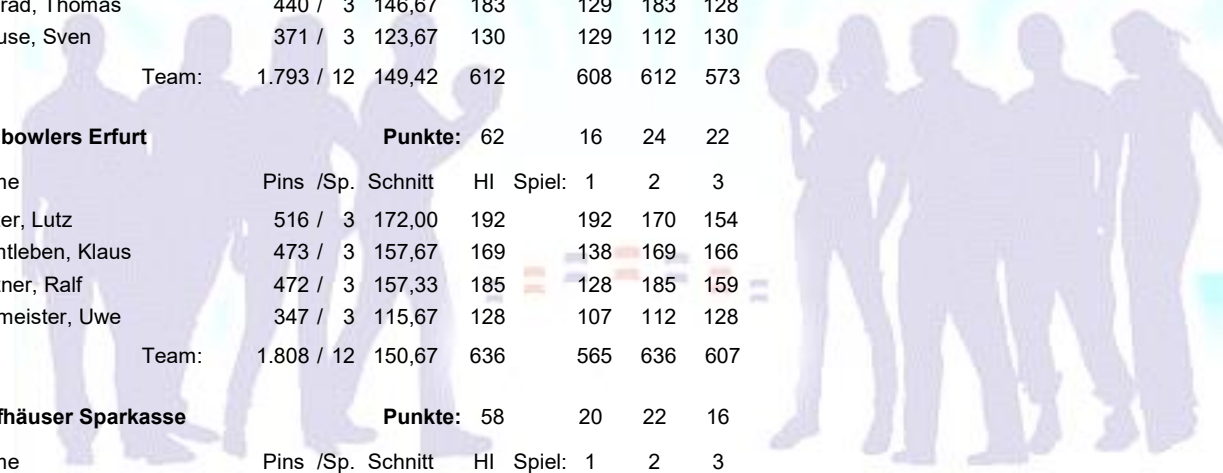 rad, Thomas 440 / 3 146,67 183 129 183 128
use, Sven 371 / 3 123,67 130 129 112 130
Team: 1.793 / 12 149,42 612 608 612 573
bowlers Erfurt Punkte: 62 16 24 22
me Pins /Sp. Schnitt HI Spiel: 1 2 3
er, Lutz 516 / 3 172,00 192 192 170 154
ntleben, Klaus 473 / 3 157,67 169 138 169 166
ner, Ralf 472 / 3 157,33 185 128 185 159
meister, Uwe 347 / 3 115,67 128 107 112 128
Team: 1.808 / 12 150,67 636 565 636 607
fhäuser Sparkasse Punkte: 58 20 22 16
me Pins /Sp. Schnitt HI Spiel: 1 2 3